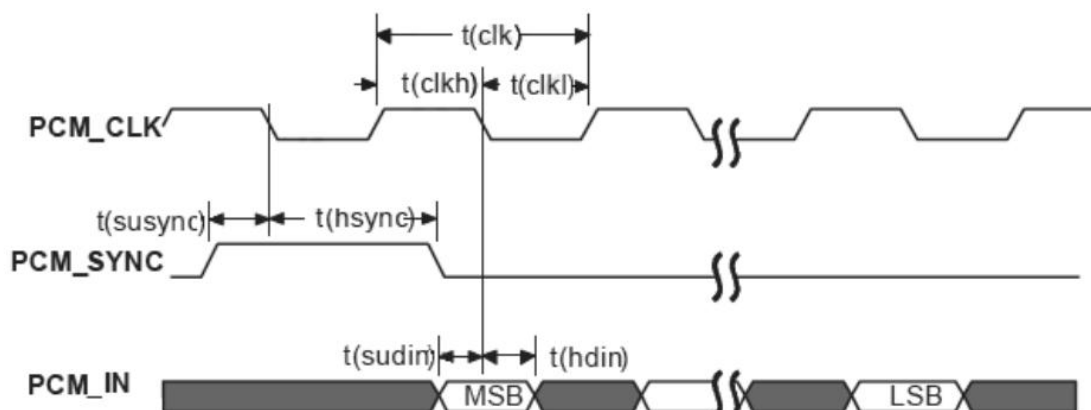 t(clk)
t(clkh) t(clkl)
PCM_CLK
t(susync) t(hsync)
PCM_SYNC
t(sudin) t(hdin)
PCM_IN MSB LSB